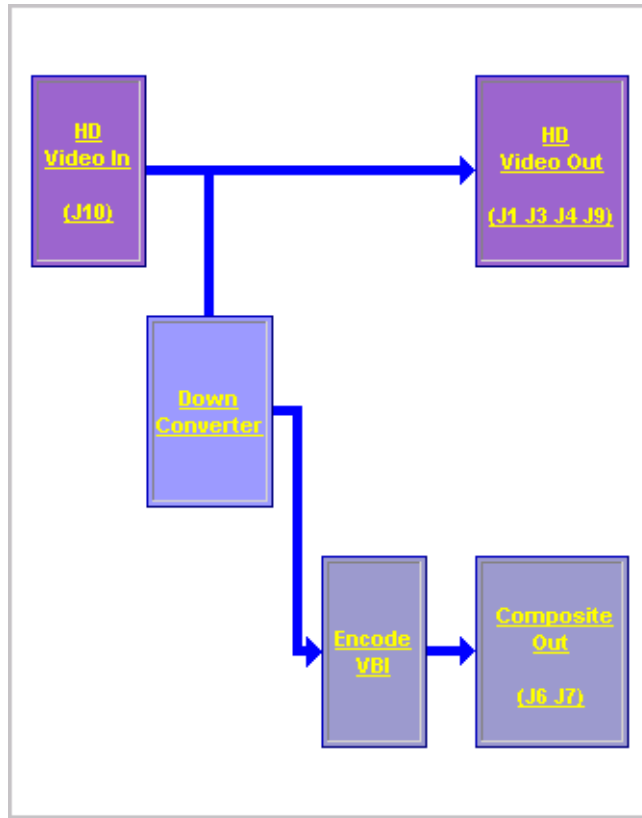 HD
Video In
(J10)
HD
Video Out
(J1 J3 J4 J9)
Down
Converter
Encode
VBI
Composite
Out
(J6 J7)